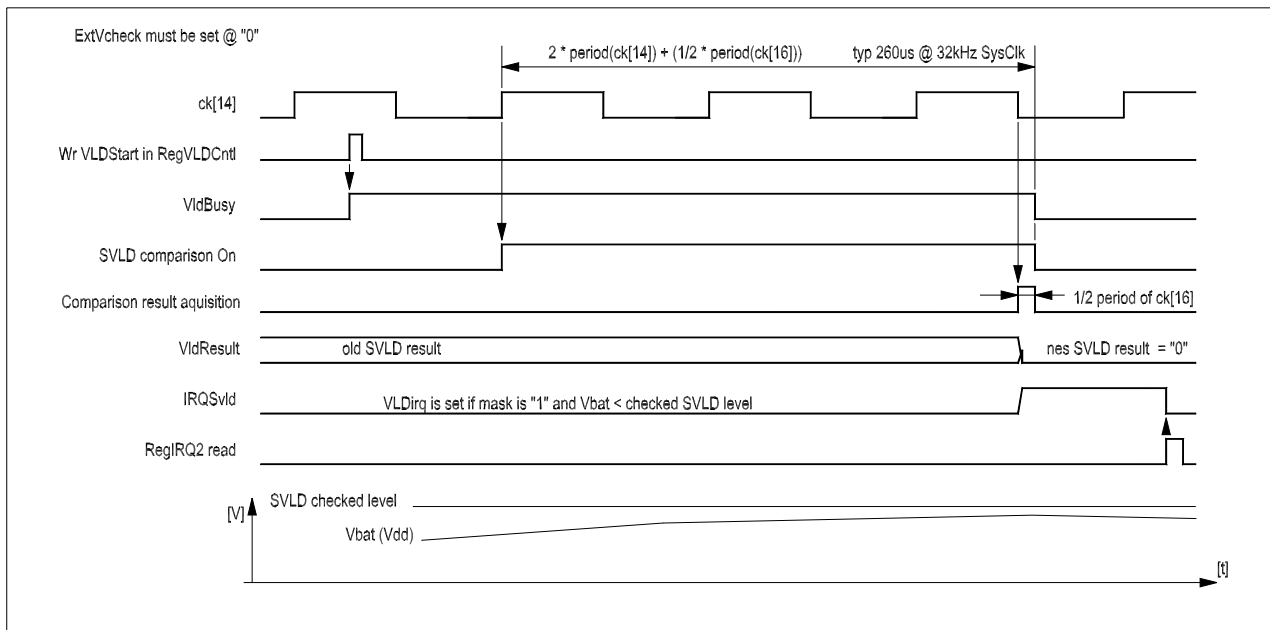 ExtVcheck must be set @ "0"
2 * period(ck[14]) + (1/2 * period(ck[16])) typ 260us @ 32kHz SysClk
ck[14]
Wr VLDStart in RegVLDCntl
VldBusy
SVLD comparison On
Comparison result aquisition
1/2 period of ck[16]
VldResult
old SVLD result
nes SVLD result = "0"
IRQSvld
VLDirq is set if mask is "1" and Vbat < checked SVLD level
RegIRQ2 read
SVLD checked level
[V]
Vbat (Vdd)
[t]